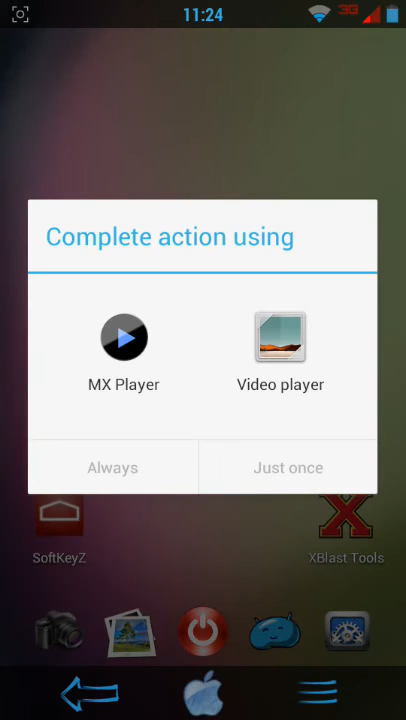 11:24
3G
Complete action using
MX Player
Video player
Always
Just once
SoftKeyZ
XBlast Tools